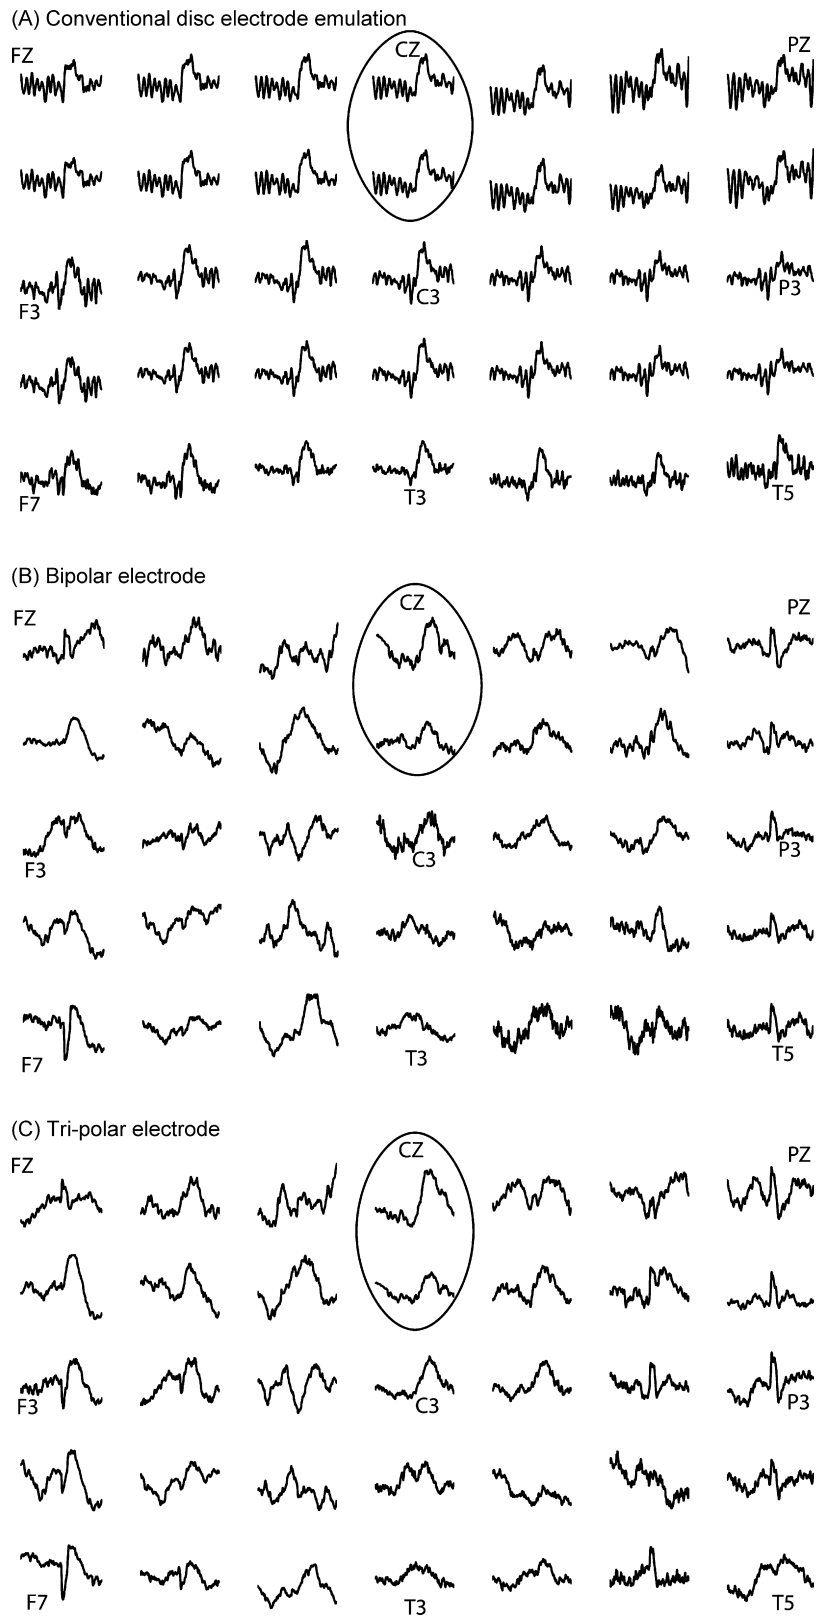 (A) Conventional disc electrode emulation
FZ CZ PZ
F3 C3 P3
F7 T3 T5
(B) Bipolar electrode
FZ CZ PZ
F3 C3 P3
F7 T3 T5
(C) Tri-polar electrode
FZ CZ PZ
F3 C3 P3
F7 T3 T5